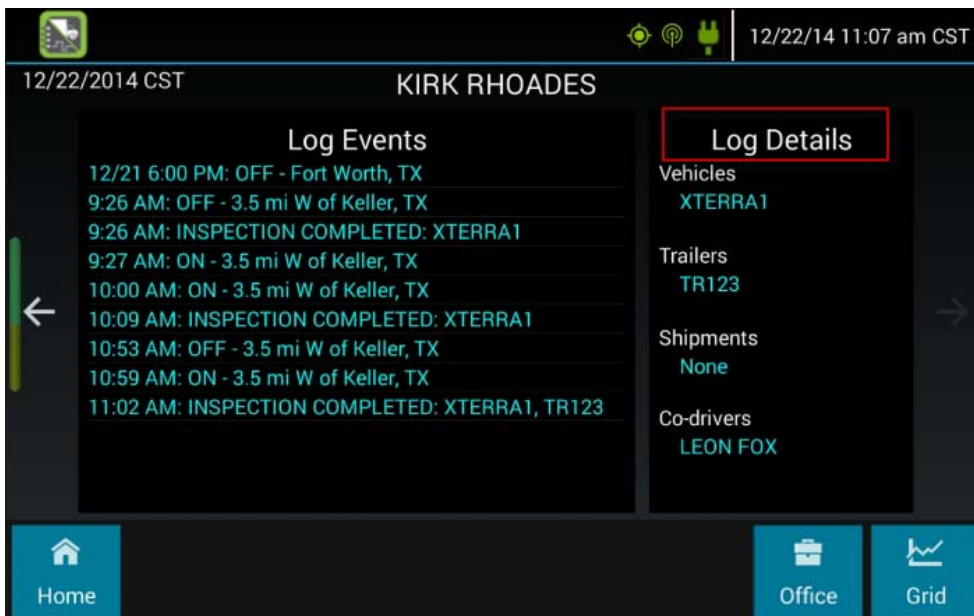 12/22/14 11:07 am CST
12/22/2014 CST
KIRK RHOADES
Log Events
12/21 6:00 PM: OFF - Fort Worth, TX
9:26 AM: OFF - 3.5 mi W of Keller, TX
9:26 AM: INSPECTION COMPLETED: XTERRA1
9:27 AM: ON - 3.5 mi W of Keller, TX
10:00 AM: ON - 3.5 mi W of Keller, TX
10:09 AM: INSPECTION COMPLETED: XTERRA1
10:53 AM: OFF - 3.5 mi W of Keller, TX
10:59 AM: ON - 3.5 mi W of Keller, TX
11:02 AM: INSPECTION COMPLETED: XTERRA1, TR123
Log Details
Vehicles
XTERRA1
Trailers
TR123
Shipments
None
Co-drivers
LEON FOX
Home
Office
Grid